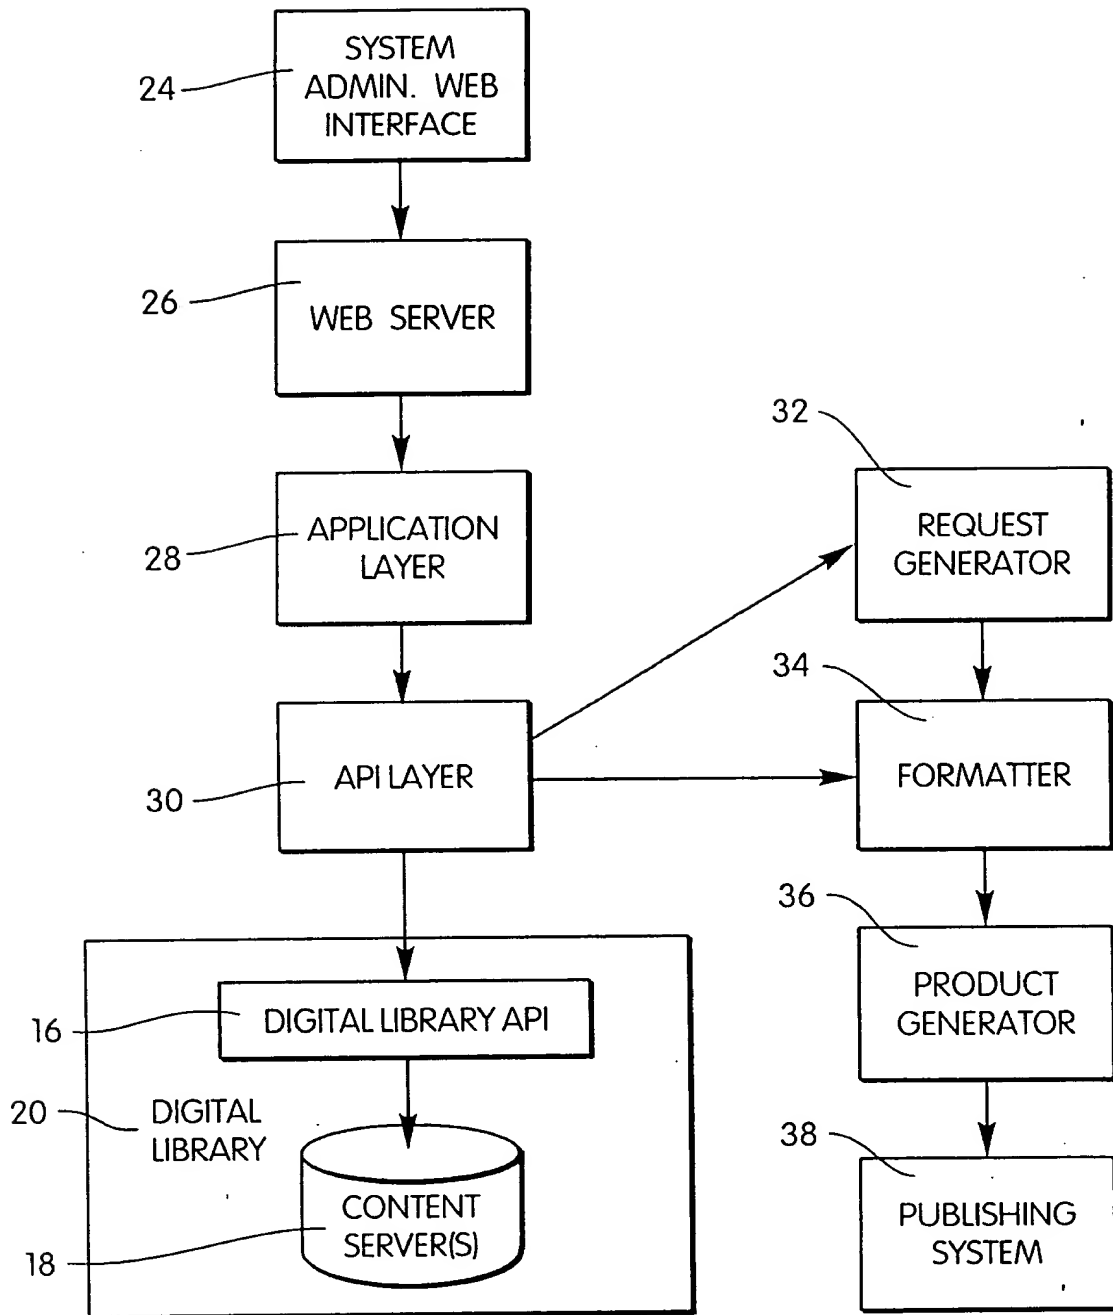 24
SYSTEM
ADMIN. WEB
INTERFACE
26
WEB SERVER
28
APPLICATION
LAYER
30
API LAYER
32
REQUEST
GENERATOR
34
FORMATTER
36
PRODUCT
GENERATOR
38
PUBLISHING
SYSTEM
16
DIGITAL LIBRARY API
20
DIGITAL
LIBRARY
18
CONTENT
SERVER(S)